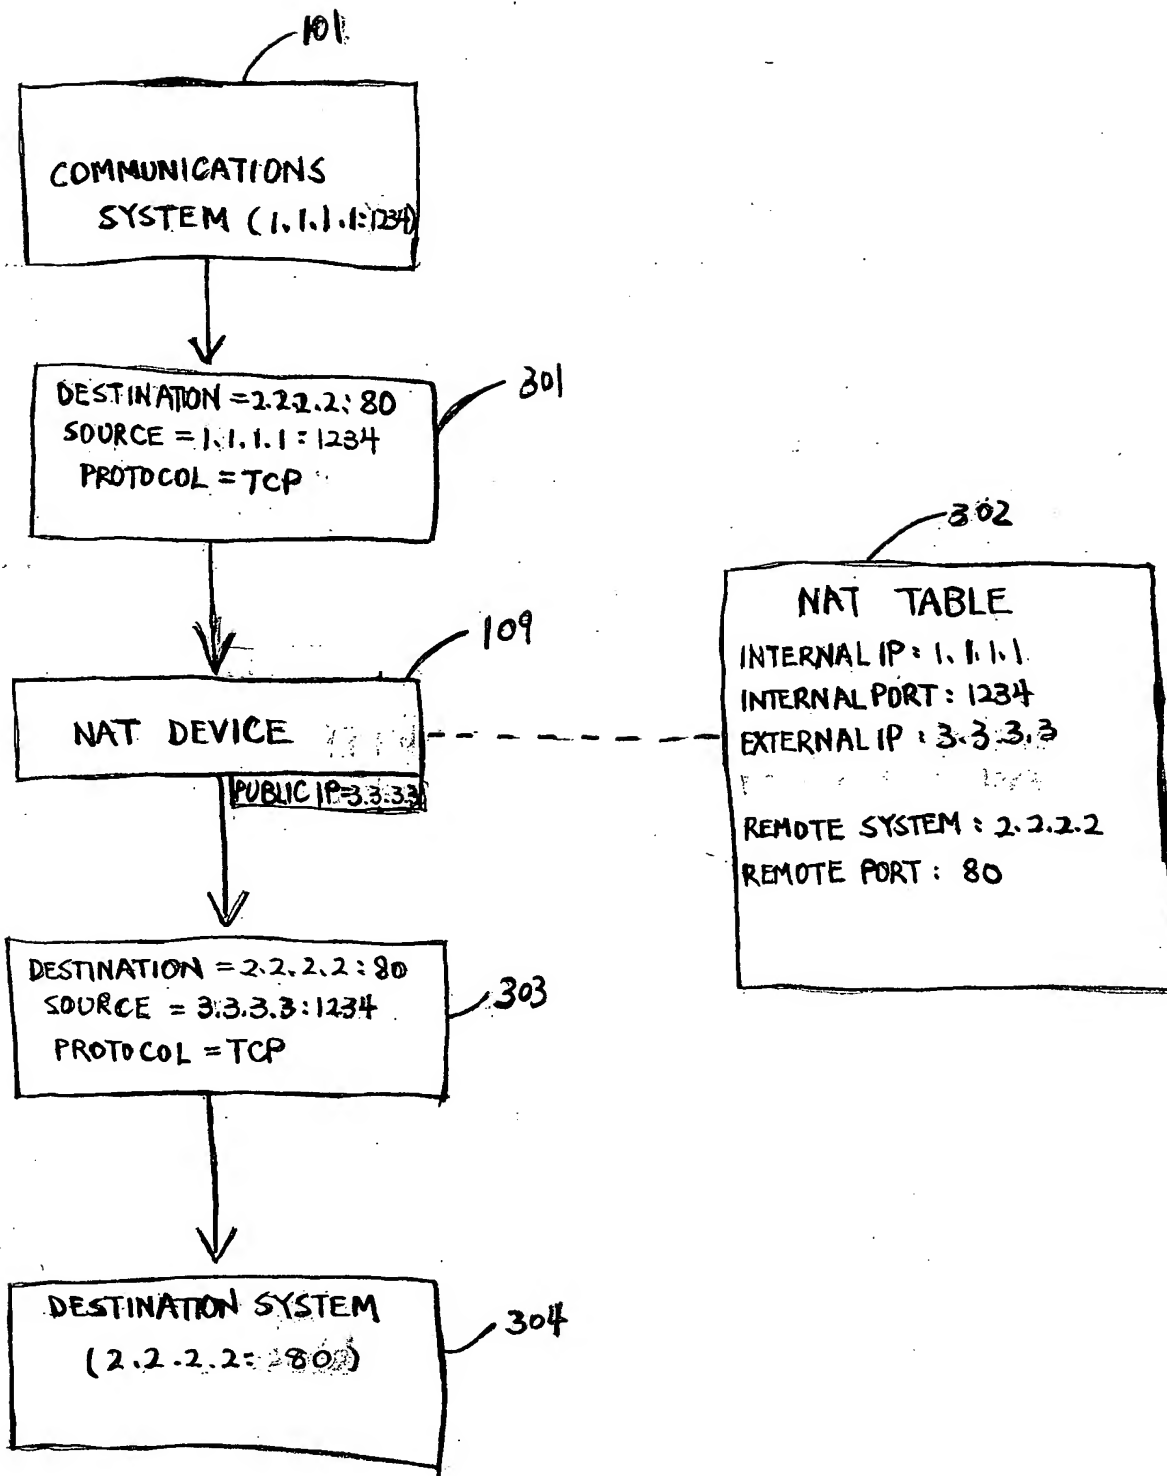 101
COMMUNICATIONS
SYSTEM (1.1.1.1:1234)
DESTINATION = 2.2.2.2:80
SOURCE = 1.1.1.1:1234
PROTOCOL = TCP
301
302
NAT TABLE
INTERNAL IP: 1.1.1.1
INTERNAL PORT: 1234
EXTERNAL IP: 3.3.3.3
REMOTE SYSTEM: 2.2.2.2
REMOTE PORT: 80
109
NAT DEVICE
PUBLIC IP=3.3.3.3
DESTINATION = 2.2.2.2:80
SOURCE = 3.3.3.3:1234
PROTOCOL = TCP
303
DESTINATION SYSTEM
(2.2.2.2: 80)
304